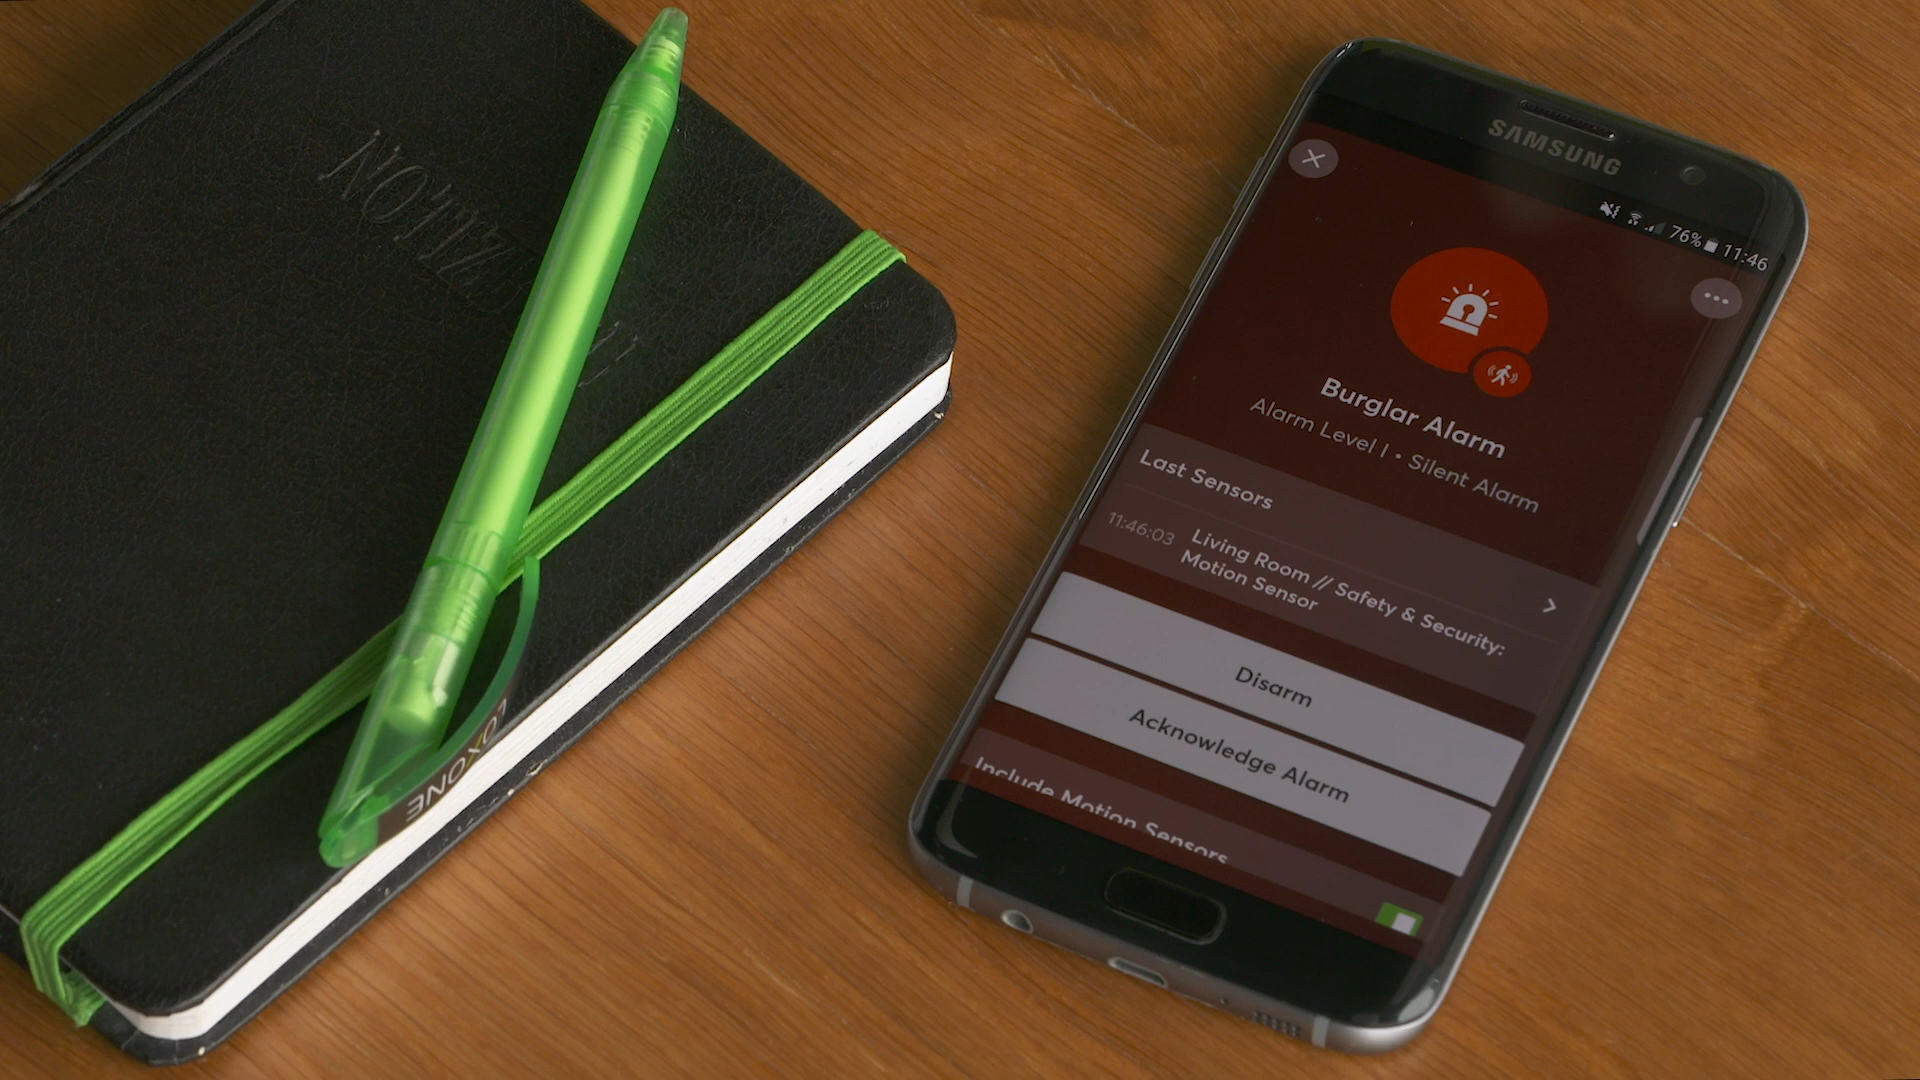 SAMSUNG
76% 11:46
Burglar Alarm
Alarm Level 1 • Silent Alarm
Last Sensors
11:46:03 Living Room // Safety & Security:
Motion Sensor
Disarm
Acknowledge Alarm
Include Motion Sensors
LOXONE